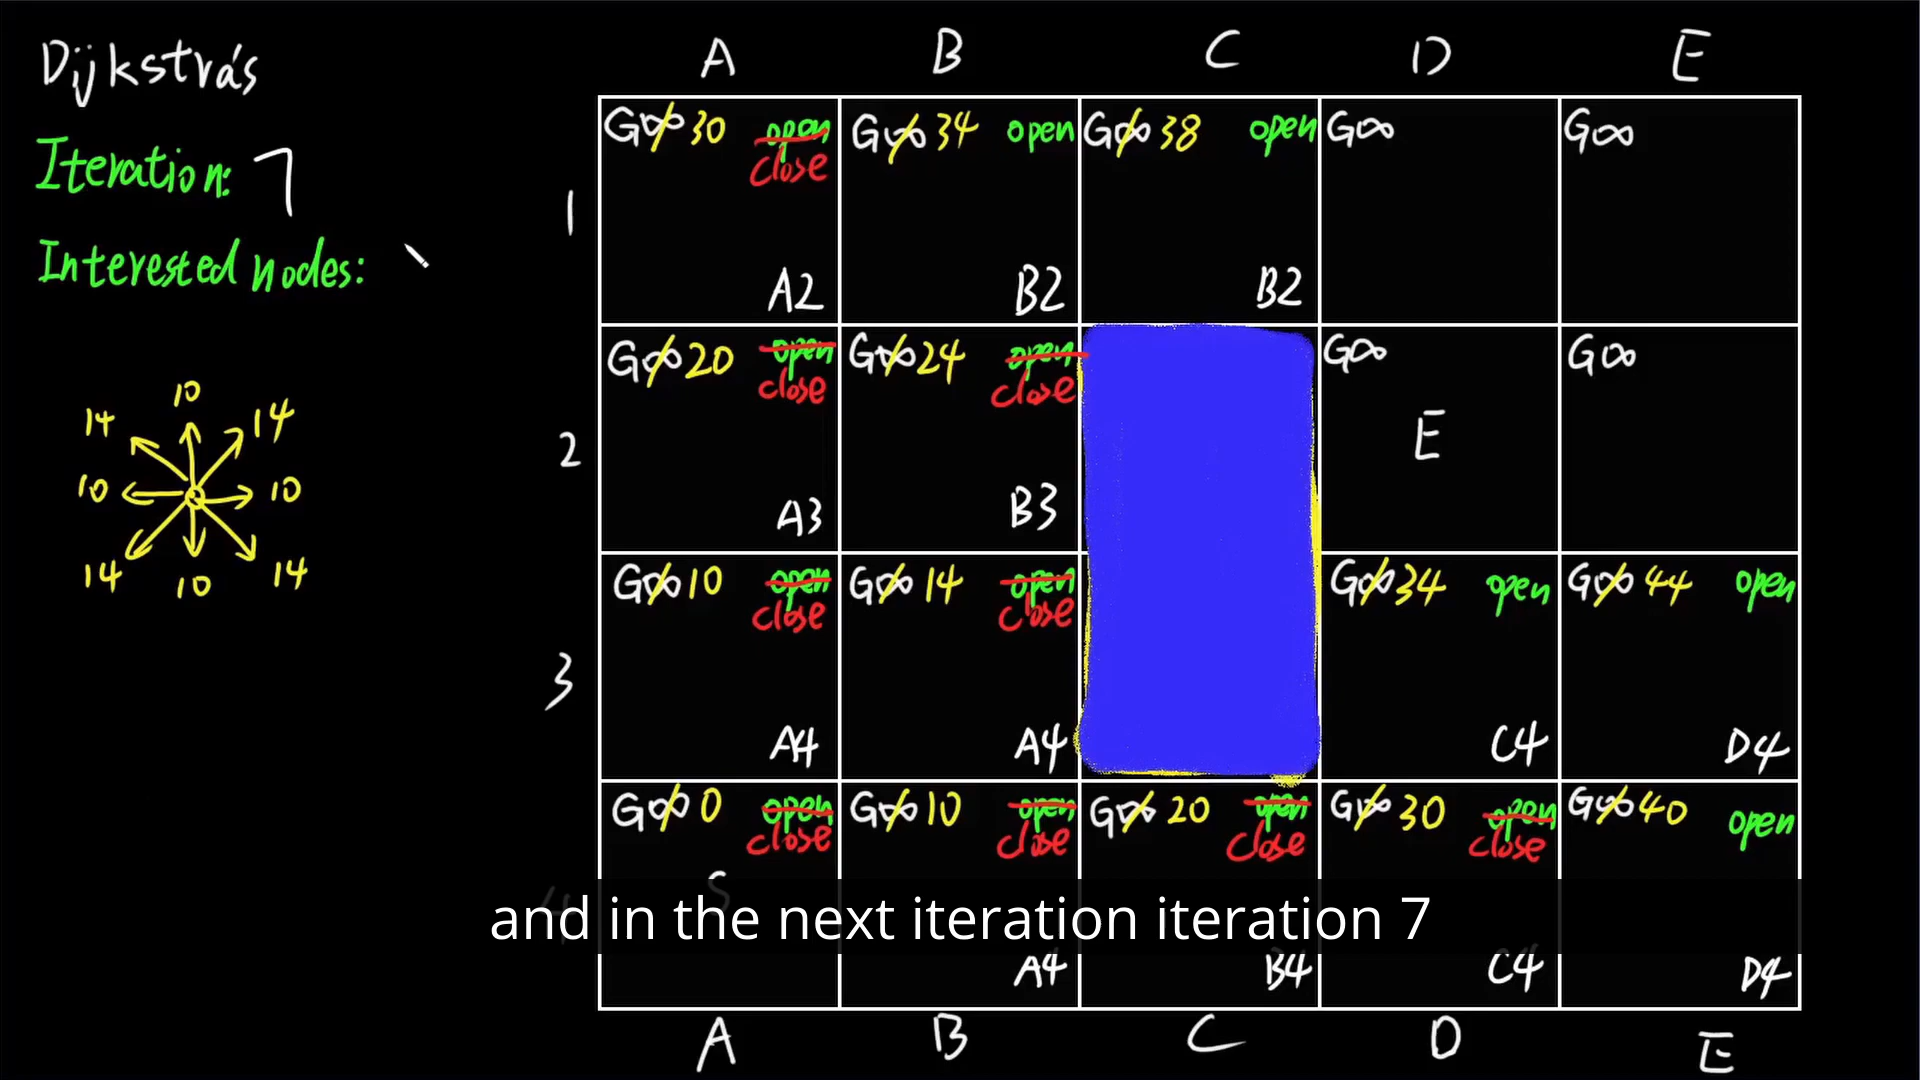 Dijkstra's
Iteration: 7
Interested nodes:
14 10 14
10 10
14 10 14
A B C D E
1 2 3
G∞ 30 open close A2
G∞ 34 open B2
G∞ 38 open B2
G∞
G∞
G∞ 20 open close A3
G∞ 24 open close B3
G∞ E
G∞
G∞ 10 open close A4
G∞ 14 open close A4
G∞ 34 open C4
G∞ 44 open D4
G∞ 0 open close S
G∞ 10 open close A4
G∞ 20 open close B4
G∞ 30 open close C4
G∞ 40 open D4
and in the next iteration iteration 7
A B C D E